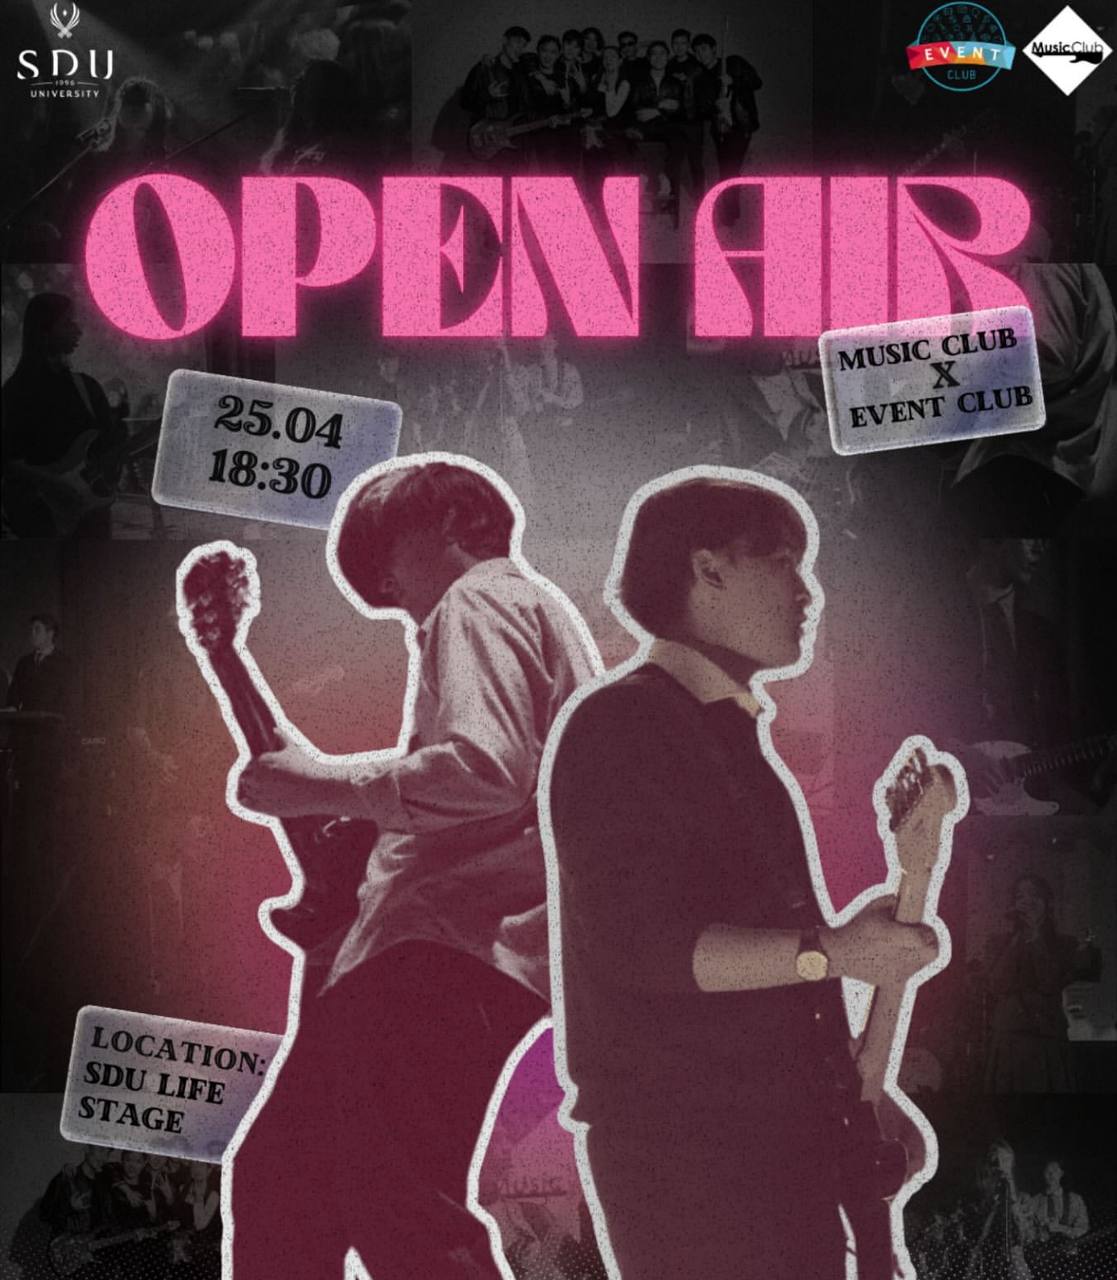 SDU
1996
UNIVERSITY
EVENT
CLUB
MusicClub
OPEN AIR
MUSIC CLUB
X
EVENT CLUB
25.04
18:30
LOCATION:
SDU LIFE
STAGE